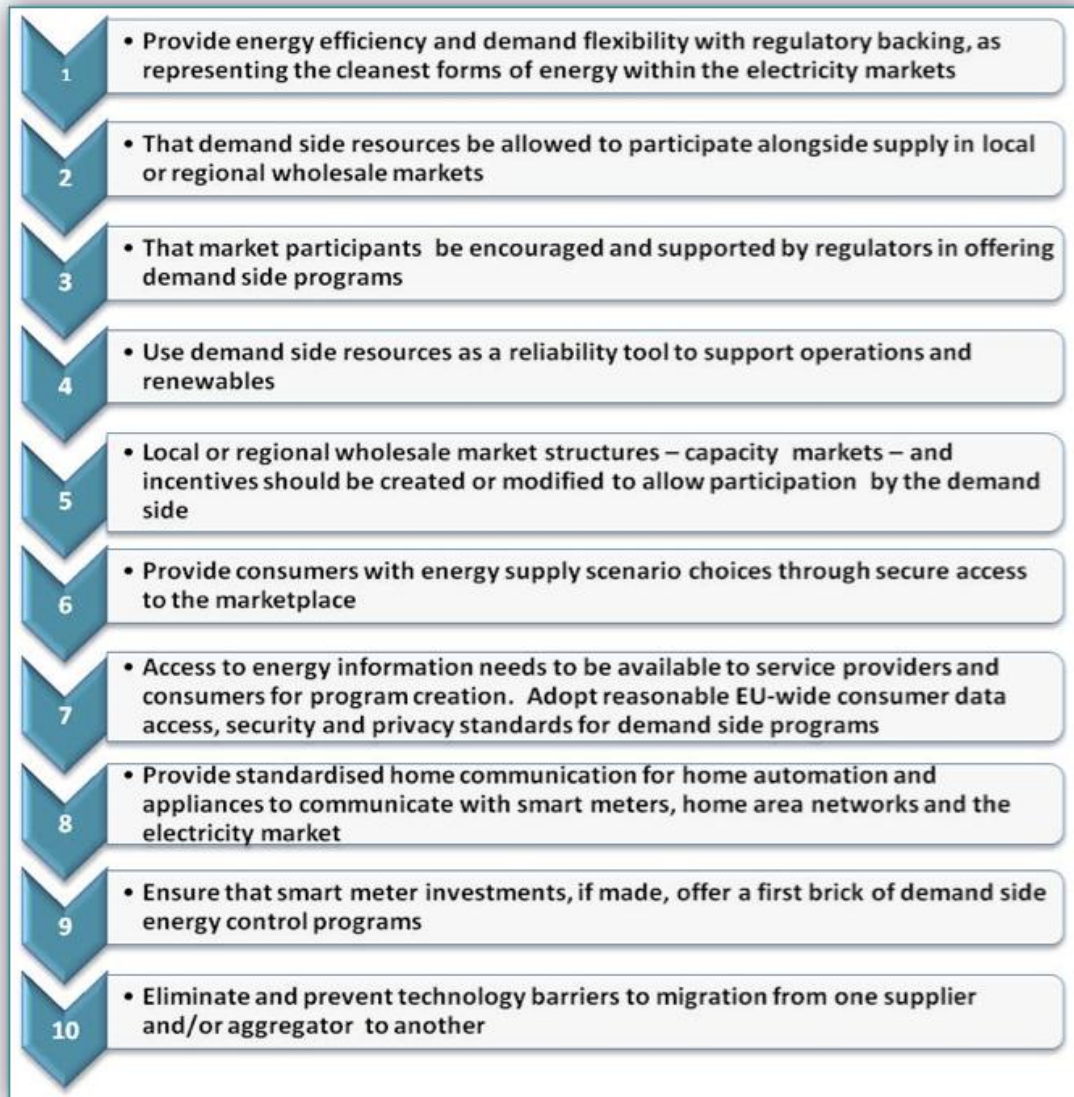 1
• Provide energy efficiency and demand flexibility with regulatory backing, as
representing the cleanest forms of energy within the electricity markets
2
• That demand side resources be allowed to participate alongside supply in local
or regional wholesale markets
3
• That market participants be encouraged and supported by regulators in offering
demand side programs
4
• Use demand side resources as a reliability tool to support operations and
renewables
5
• Local or regional wholesale market structures – capacity markets – and
incentives should be created or modified to allow participation by the demand
side
6
• Provide consumers with energy supply scenario choices through secure access
to the marketplace
7
• Access to energy information needs to be available to service providers and
consumers for program creation. Adopt reasonable EU-wide consumer data
access, security and privacy standards for demand side programs
8
• Provide standardised home communication for home automation and
appliances to communicate with smart meters, home area networks and the
electricity market
9
• Ensure that smart meter investments, if made, offer a first brick of demand side
energy control programs
10
• Eliminate and prevent technology barriers to migration from one supplier
and/or aggregator to another